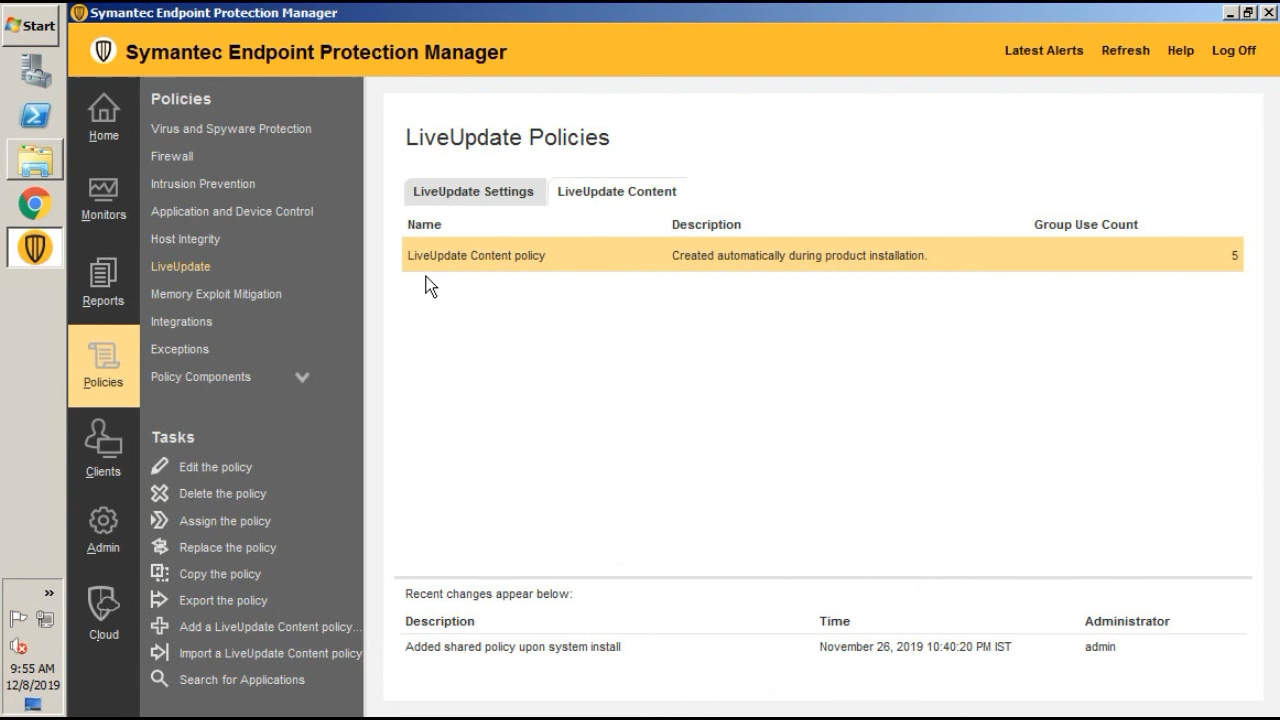 Start
Symantec Endpoint Protection Manager
Symantec Endpoint Protection Manager
Latest Alerts Refresh Help Log Off
Home
Monitors
Reports
Policies
Clients
Admin
Cloud
Policies
Virus and Spyware Protection
Firewall
Intrusion Prevention
Application and Device Control
Host Integrity
LiveUpdate
Memory Exploit Mitigation
Integrations
Exceptions
Policy Components
Tasks
Edit the policy
Delete the policy
Assign the policy
Replace the policy
Copy the policy
Export the policy
Add a LiveUpdate Content policy...
Import a LiveUpdate Content policy
Search for Applications
LiveUpdate Policies
LiveUpdate Settings LiveUpdate Content
Name Description Group Use Count
LiveUpdate Content policy Created automatically during product installation. 5
Recent changes appear below:
Description Time Administrator
Added shared policy upon system install November 26, 2019 10:40:20 PM IST admin
9:55 AM
12/8/2019